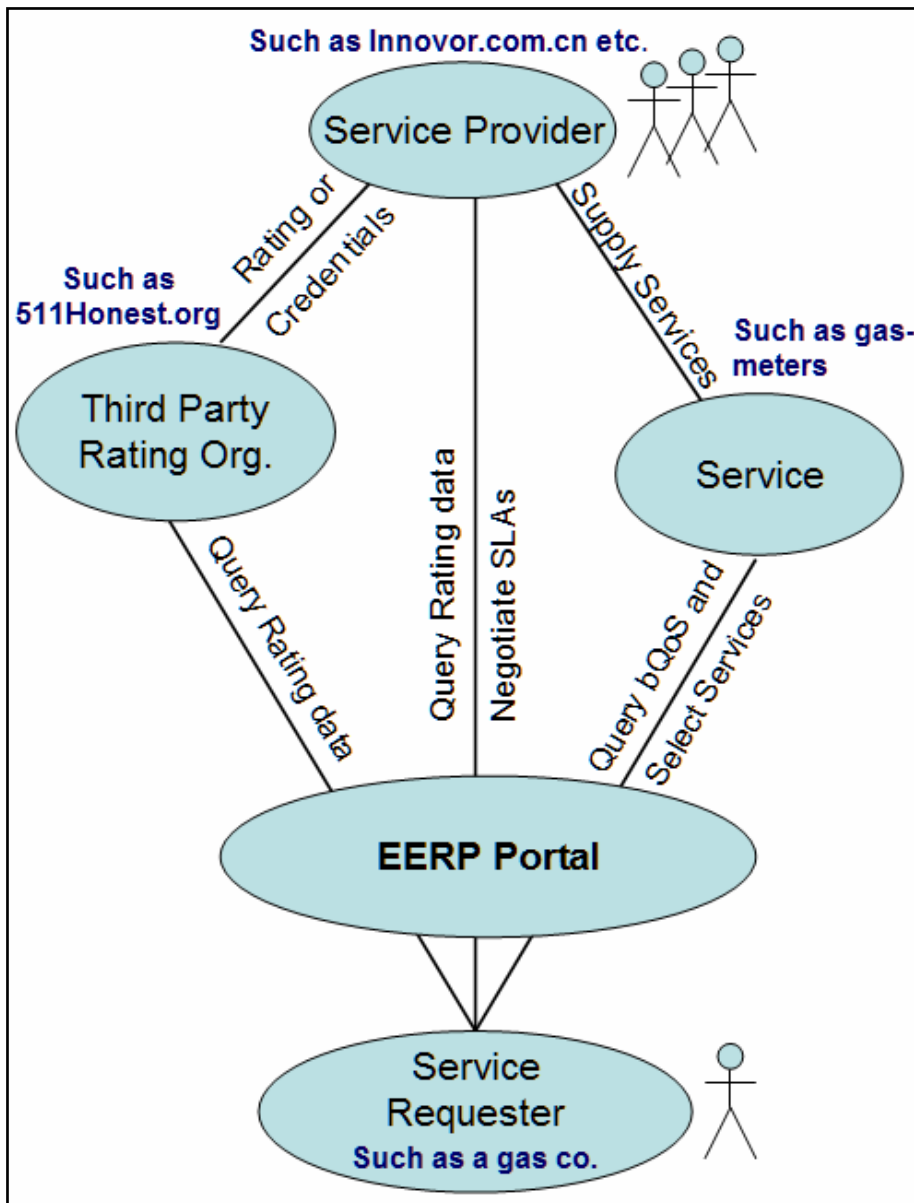 Such as Innovor.com.cn etc.
Service Provider
Rating or
Credentials
Supply Services
Such as
511Honest.org
Such as gas-
meters
Third Party
Rating Org.
Service
Query Rating data
Query Rating data
Negotiate SLAs
Query bQoS and
Select Services
EERP Portal
Service
Requester
Such as a gas co.